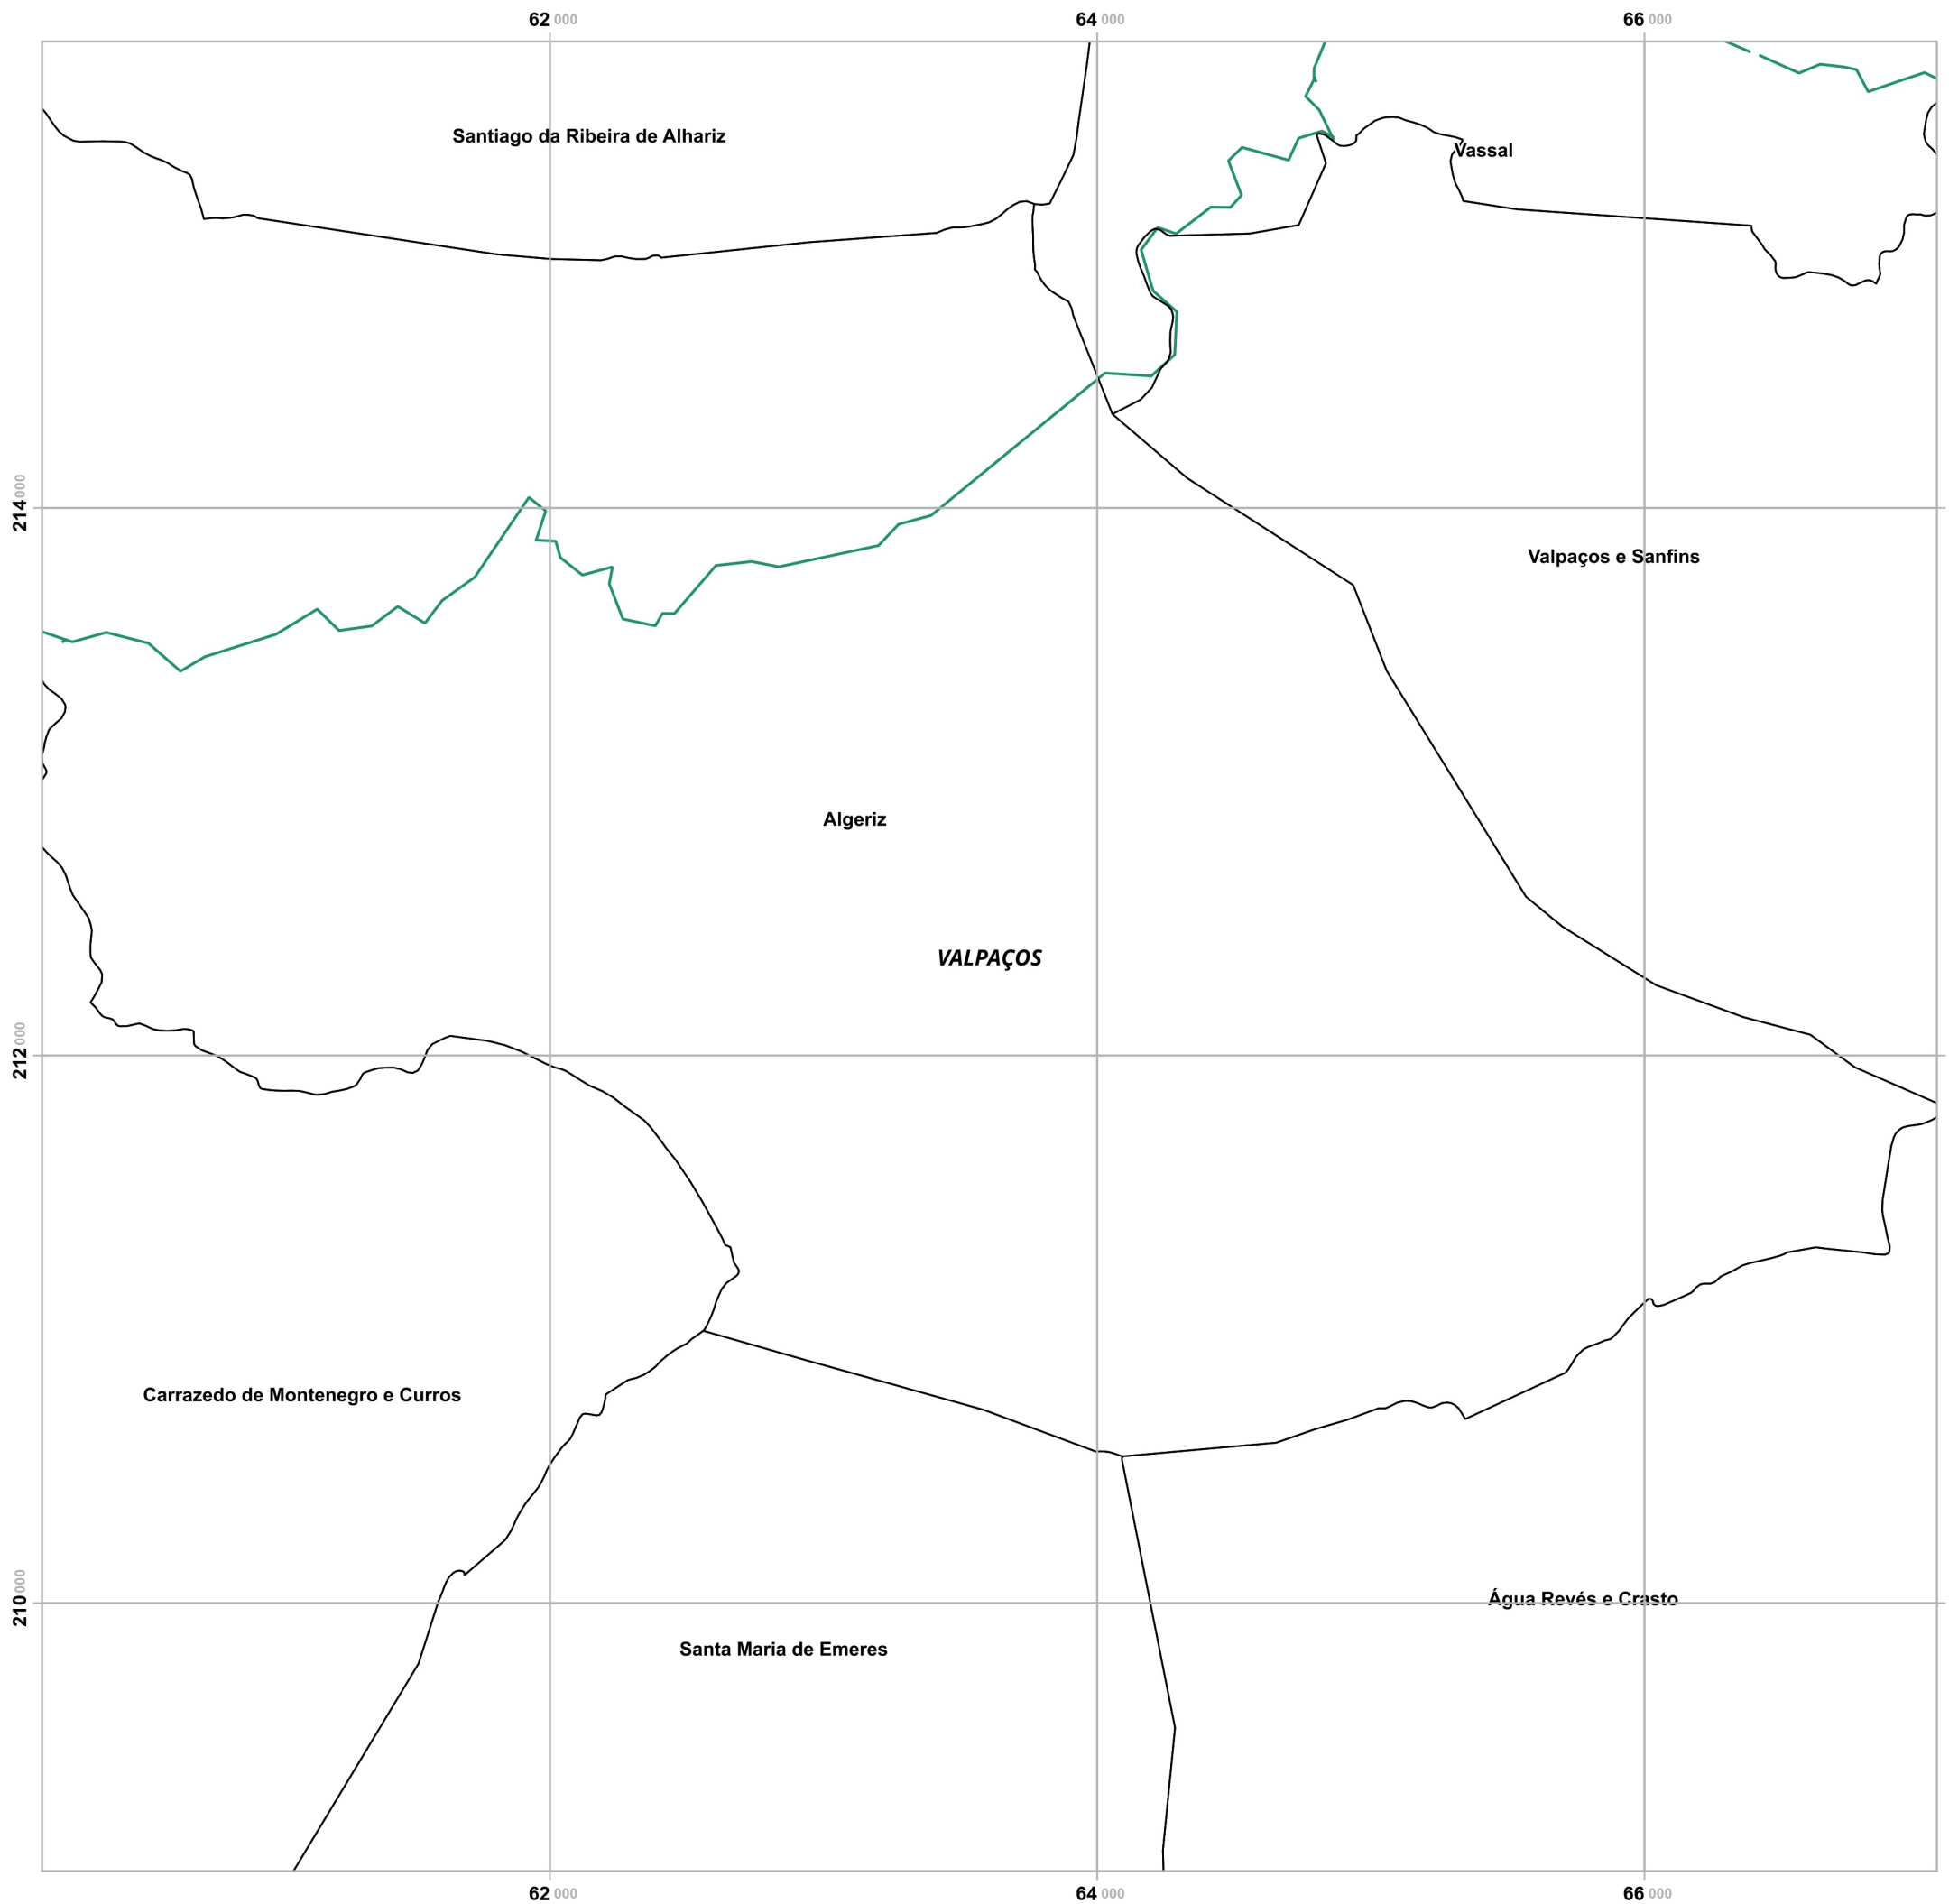 62 000 64 000 66 000
Santiago da Ribeira de Alhariz
Vassal
214 000
Valpaços e Sanfins
Algeriz
VALPAÇOS
212 000
Carrazedo de Montenegro e Curros
210 000
Água Revés e Crasto
Santa Maria de Emeres
62 000 64 000 66 000